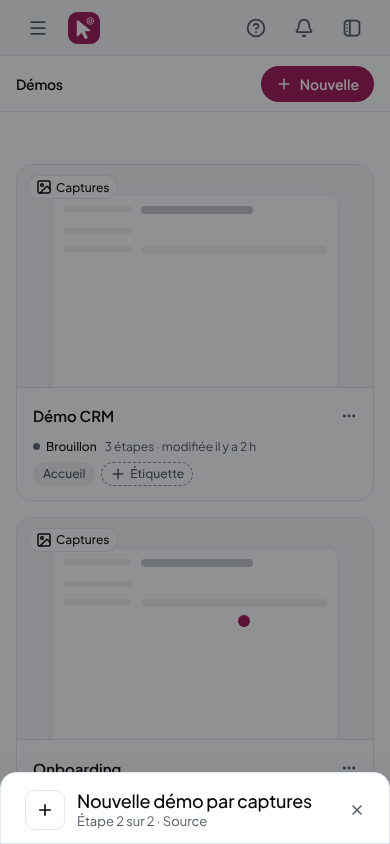 Démos
Nouvelle
Captures
Démo CRM
Brouillon 3 étapes · modifiée il y a 2 h
Accueil Étiquette
Captures
Onboarding
Nouvelle démo par captures
Étape 2 sur 2 · Source